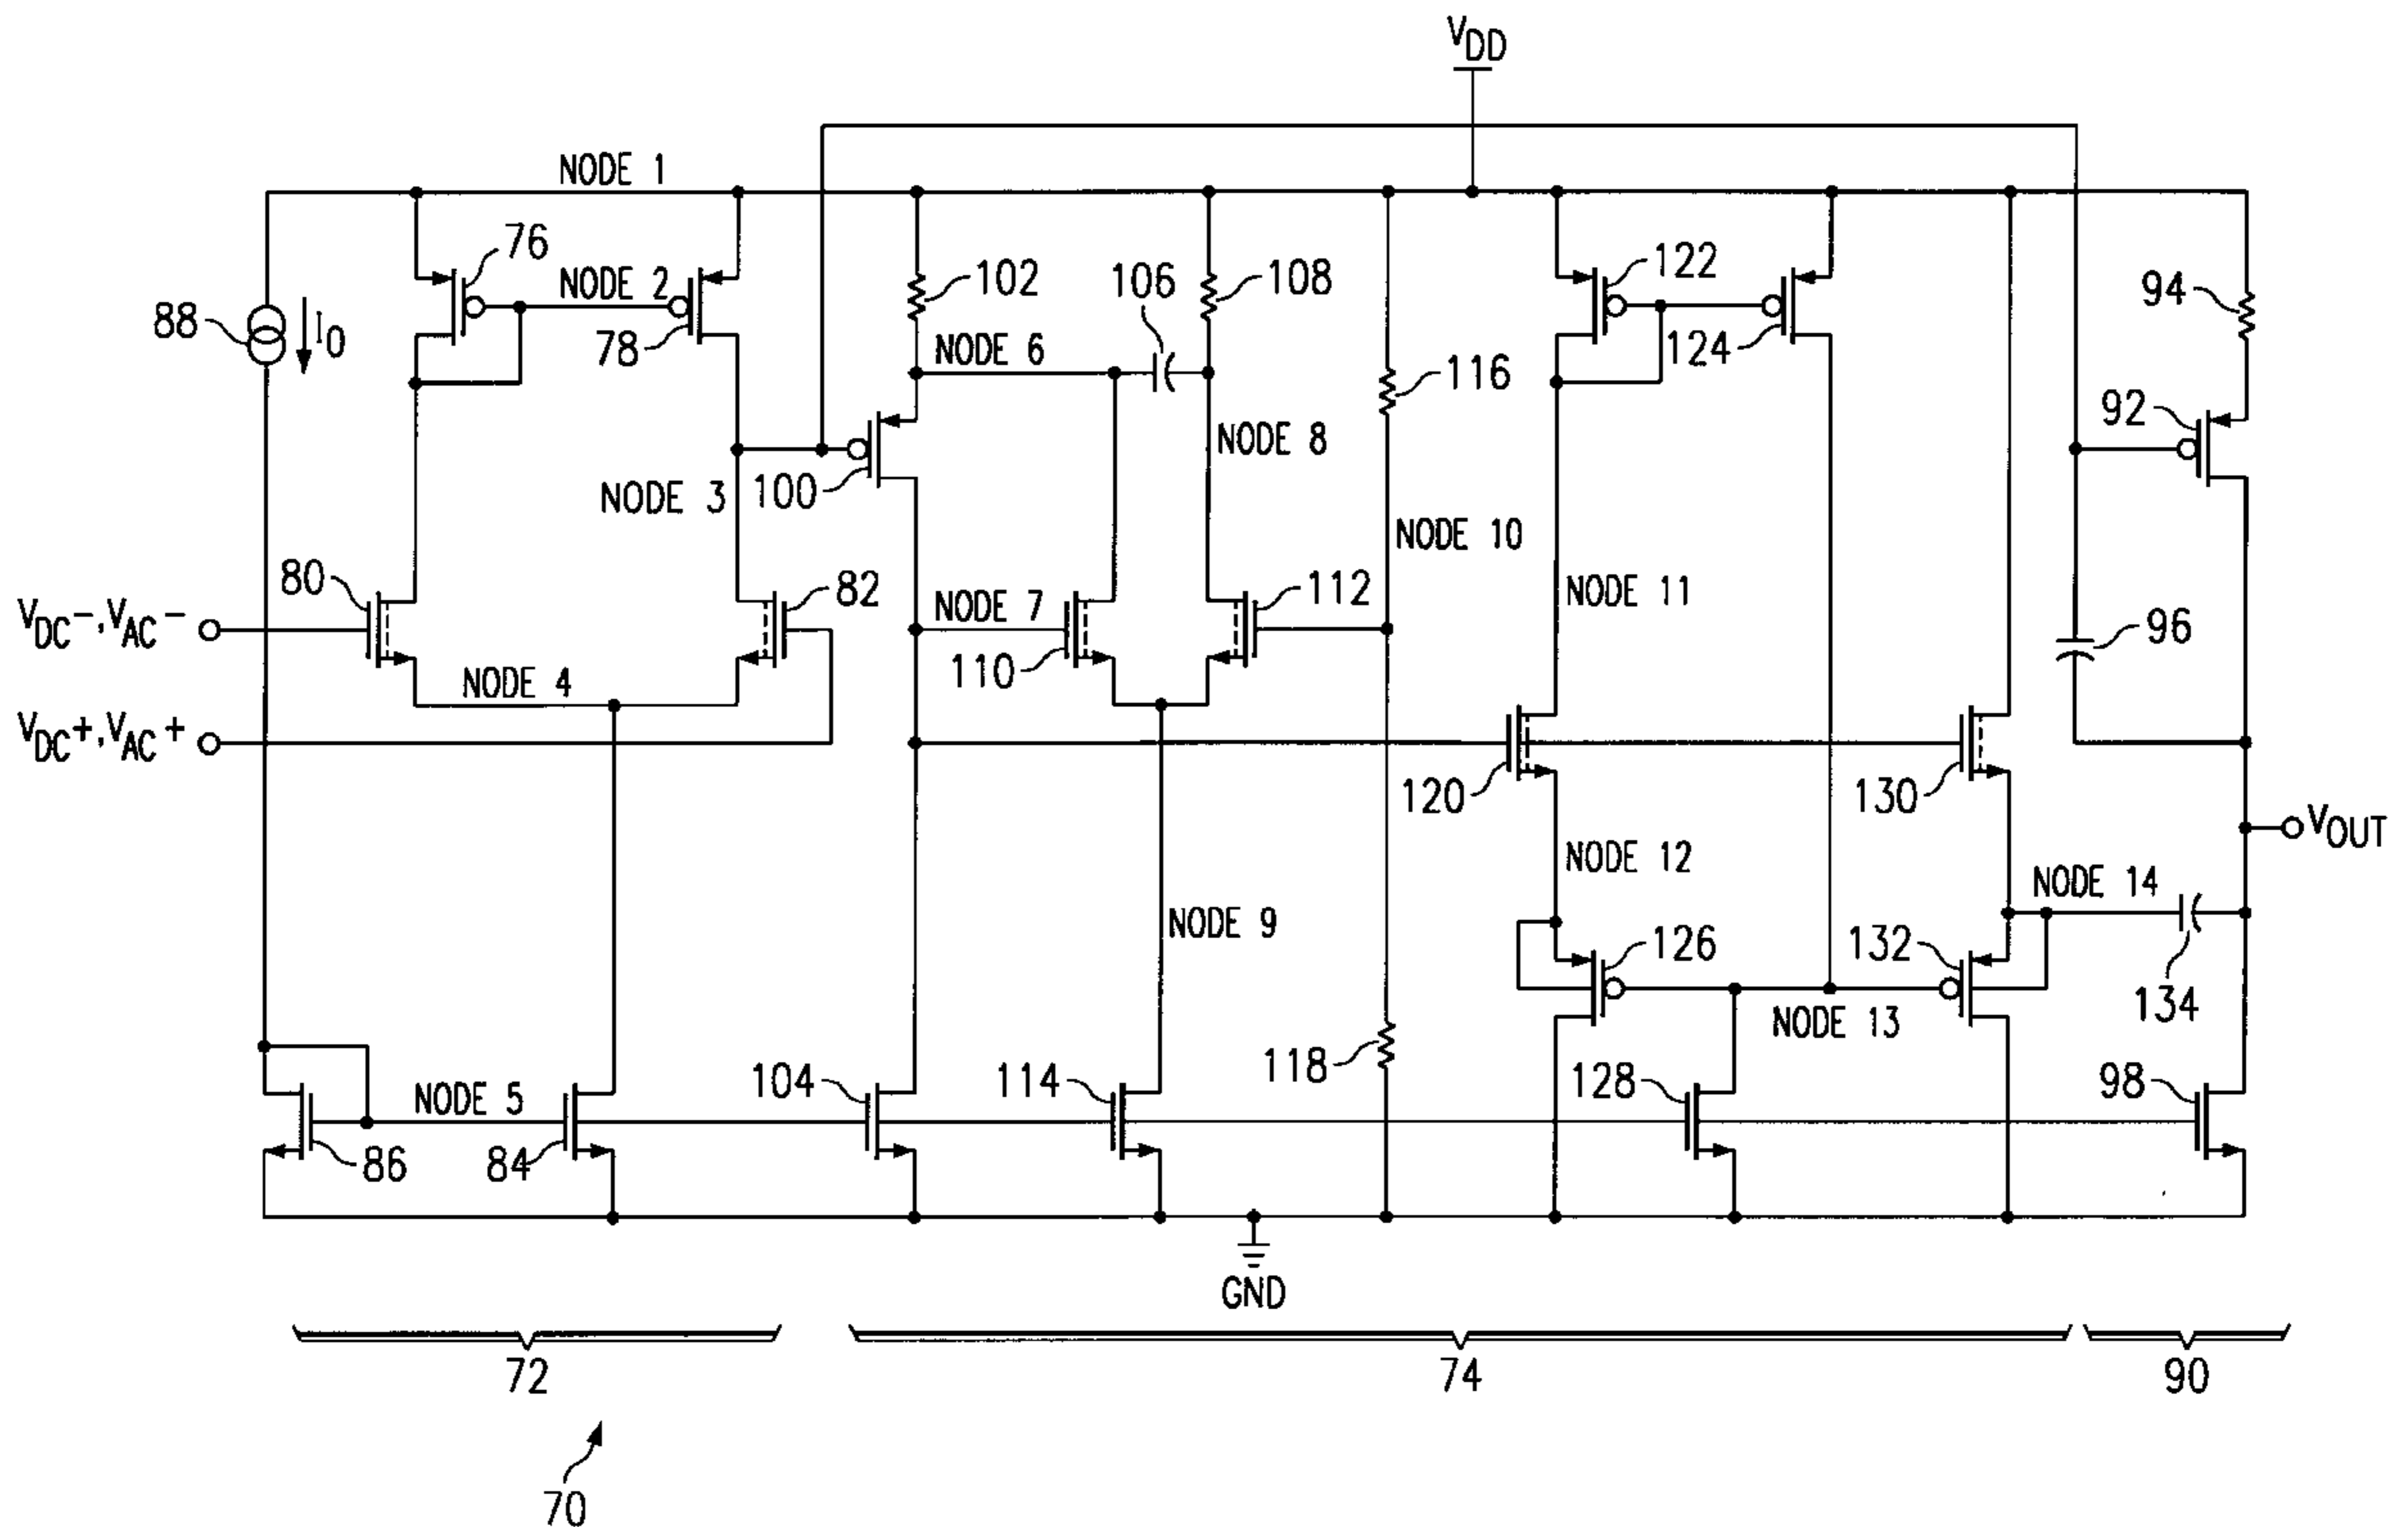 VDD
NODE 1
76
NODE 2
78
88
I0
102
106
108
NODE 6
116
122
124
94
92
NODE 8
NODE 3
100
NODE 10
80
82
NODE 7
112
NODE 11
VDC-,VAC-
110
96
NODE 4
VDC+,VAC+
120
130
VOUT
NODE 12
NODE 14
NODE 9
126
132
134
NODE 13
118
104
114
128
98
NODE 5
86
84
GND
72
74
90
70